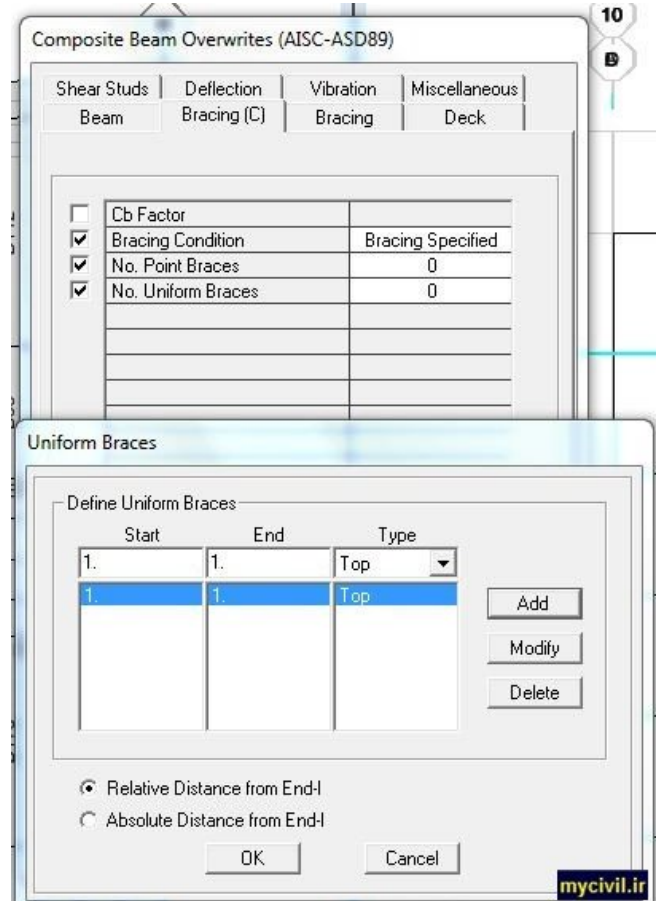 10
D
Composite Beam Overwrites (AISC-ASD89)
Shear Studs Deflection Vibration Miscellaneous
Beam Bracing (C) Bracing Deck
Cb Factor
Bracing Condition Bracing Specified
No. Point Braces 0
No. Uniform Braces 0
Uniform Braces
Define Uniform Braces
Start End Type
1. 1. Top
1. 1. Top
Add
Modify
Delete
Relative Distance from End-I
Absolute Distance from End-I
OK Cancel
mycivil.ir